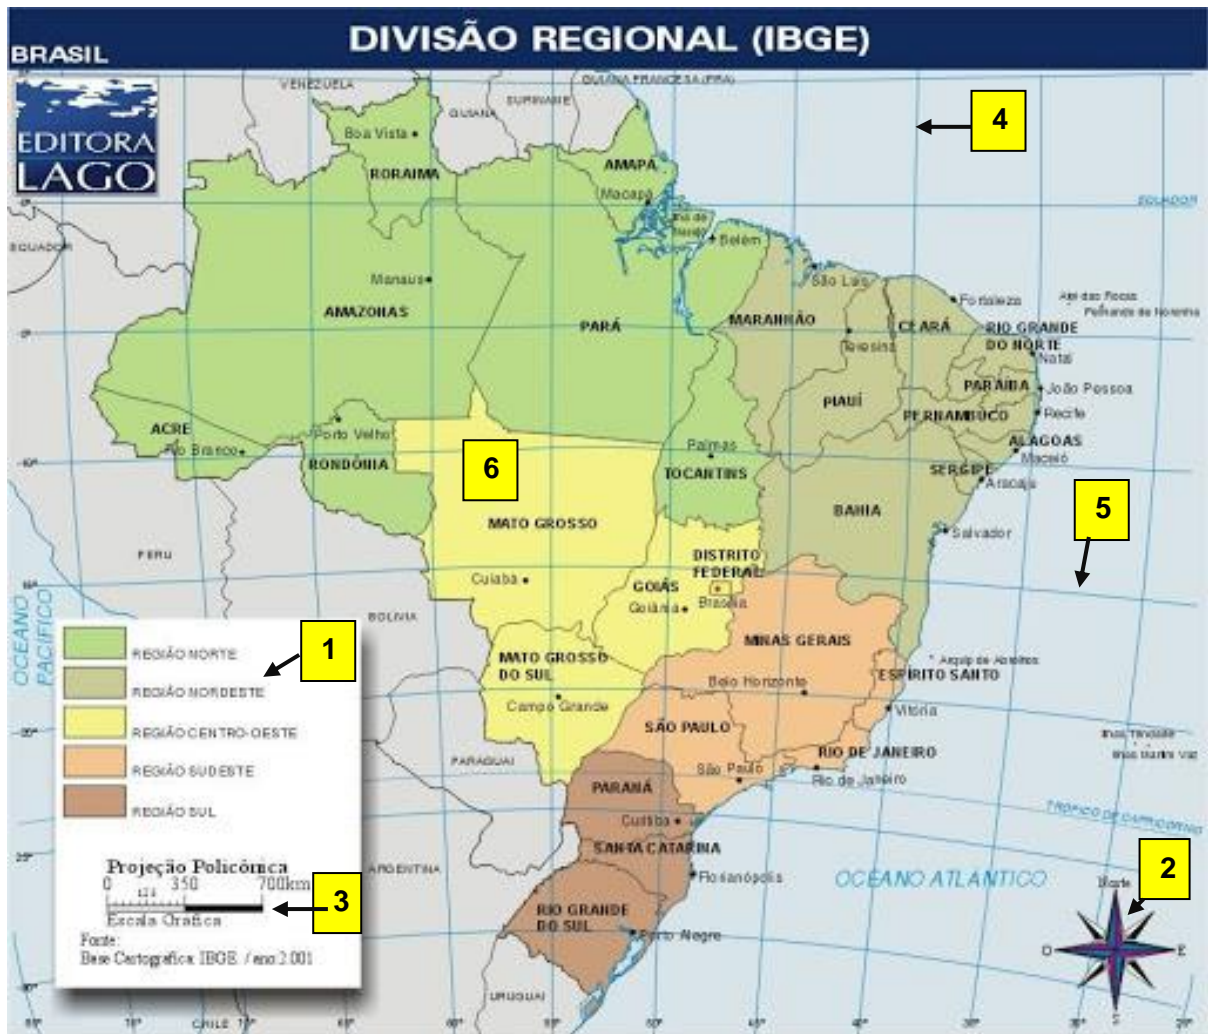 DIVISÃO REGIONAL (IBGE)
BRASIL
EDITORA
LAGO
VENEZUELA
GUIANA FRANCESA (FRA)
SURINAME
GUIANA
4
Boa Vista
RORAIMA
AMAPÁ
Macapá
EQUADOR
EQUADOR
Ilha de
Belém
Manaus
São Luis
AMAZONAS
PARÁ
MARANHÃO
Fortaleza
CEARÁ
Teresina
RIO GRANDE
DO NORTE
Natal
PARAÍBA
João Pessoa
PIAUÍ
PERNAMBUCO
Recife
ACRE
Rio Branco
Porto Velho
RONDÔNIA
6
Palmas
TOCANTINS
ALAGOAS
Maceió
SERGIPE
Aracaju
MATO GROSSO
BAHIA
Salvador
5
PERU
DISTRITO
FEDERAL
Cuiabá
GOIÁS
Goiânia
Brasília
BOLÍVIA
OCEANO
PACÍFICO
MINAS GERAIS
MATO GROSSO
DO SUL
Belo Horizonte
ESPÍRITO SANTO
Vitória
Campo Grande
SÃO PAULO
RIO DE JANEIRO
Rio de Janeiro
São Paulo
PARAGUAI
PARANÁ
Curitiba
TRÓPICO DE CAPRICÓRNIO
SANTA CATARINA
Florianópolis
ARGENTINA
OCEANO ATLÂNTICO
RIO GRANDE
DO SUL
Porto Alegre
URUGUAI
CHILE
1
REGIÃO NORTE
REGIÃO NORDESTE
REGIÃO CENTRO-OESTE
REGIÃO SUDESTE
REGIÃO SUL
Projeção Policônica
0 350 700km
3
Escala Gráfica
Fonte:
Base Cartográfica: IBGE / ano:2.001
2
Norte
O E
S